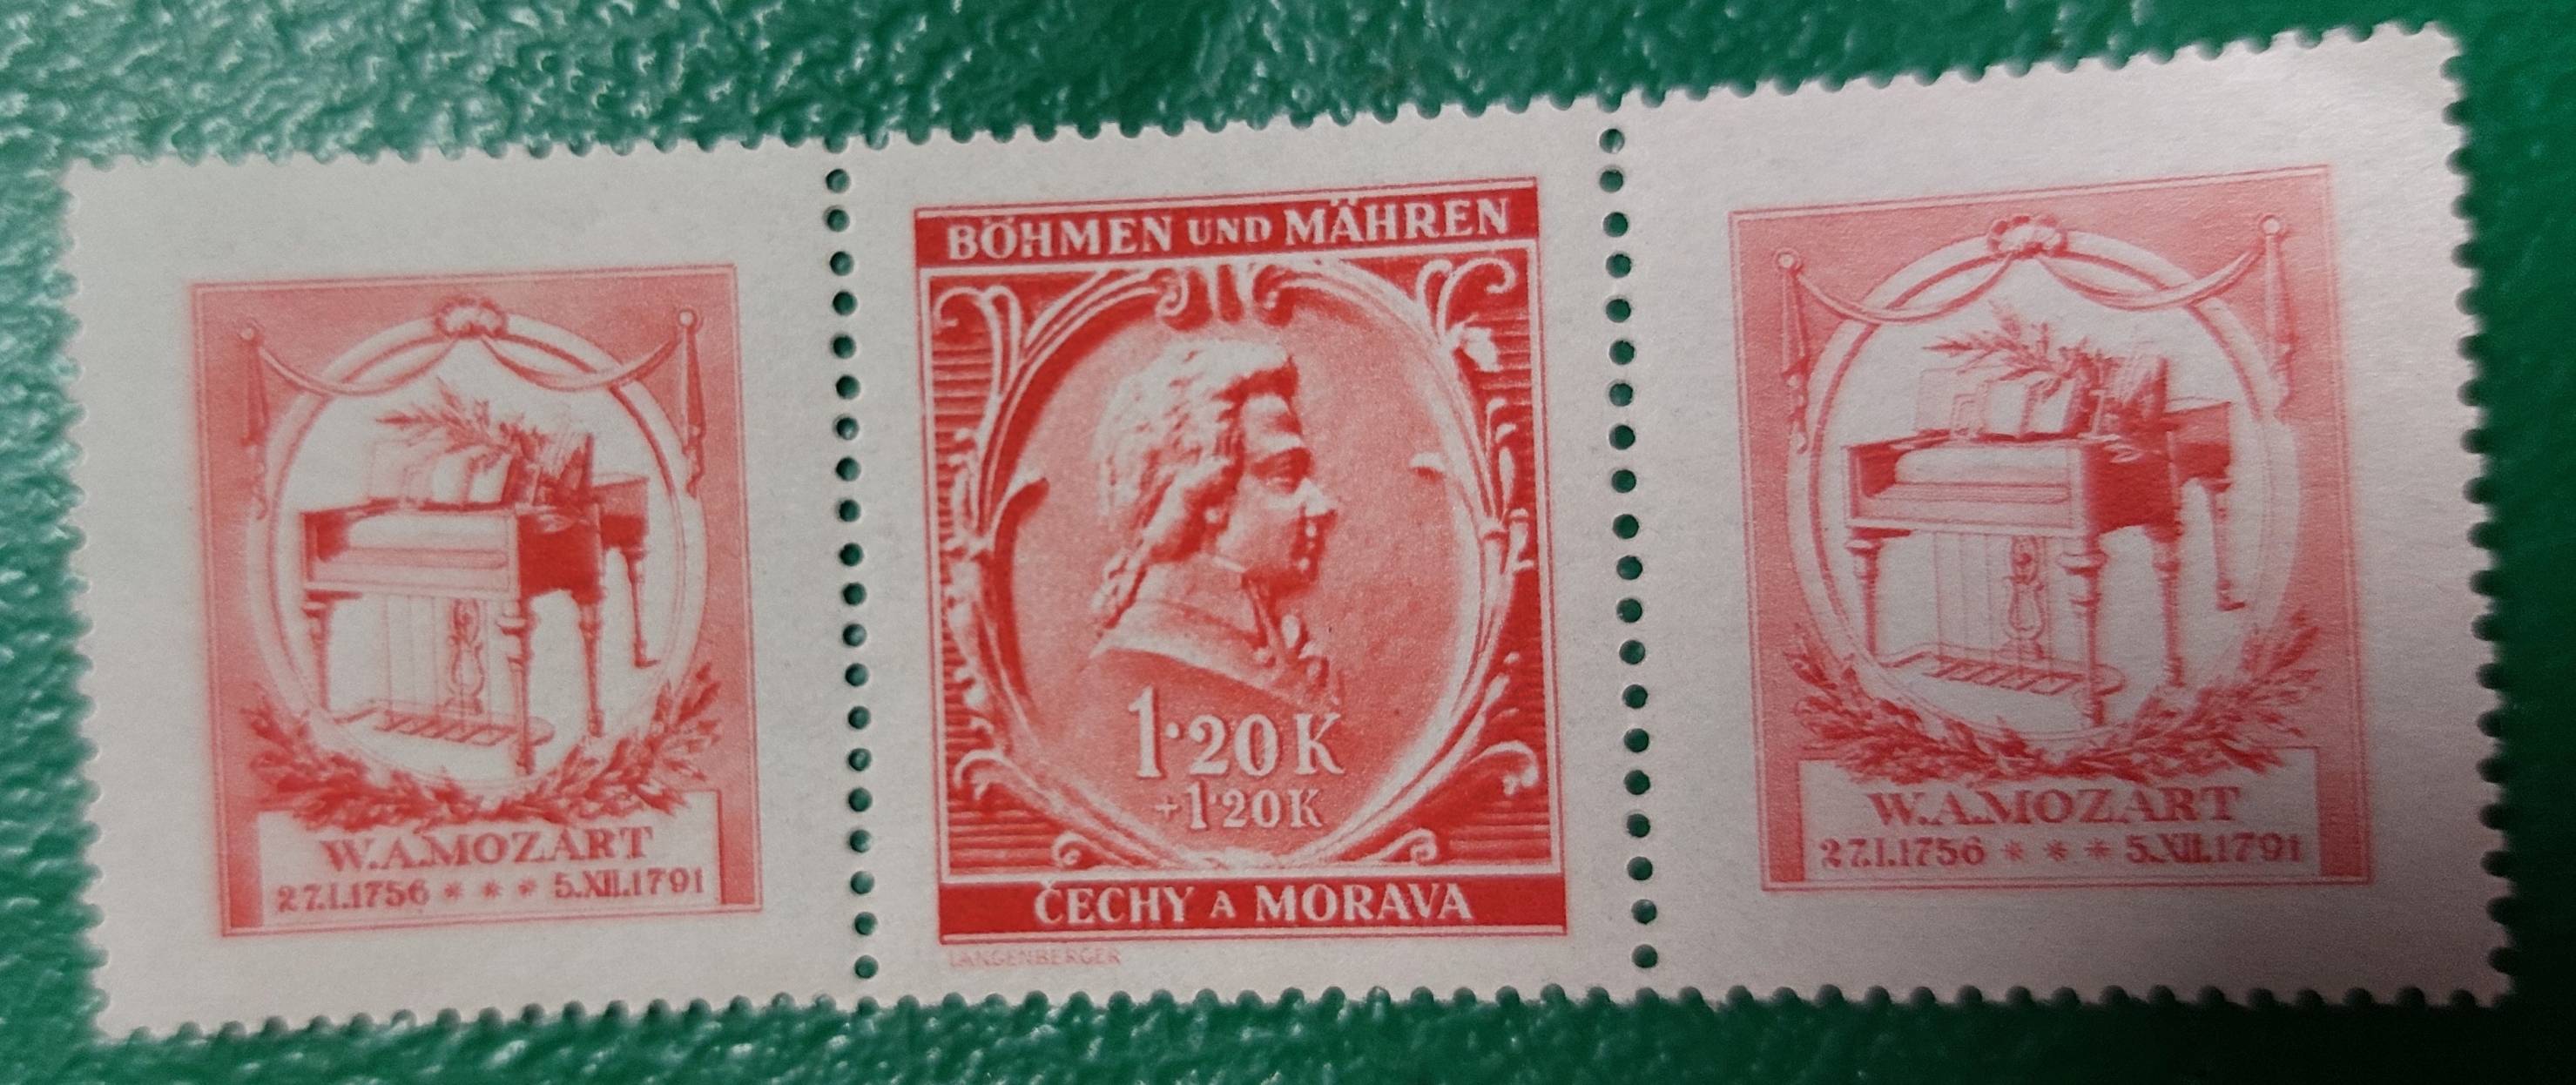 W.A.MOZART
27.I.1756 * * * 5.XII.1791
BÖHMEN UND MÄHREN
1·20 K
+1·20 K
ČECHY A MORAVA
LANGENBERGER
W.A.MOZART
27.I.1756 * * * 5.XII.1791